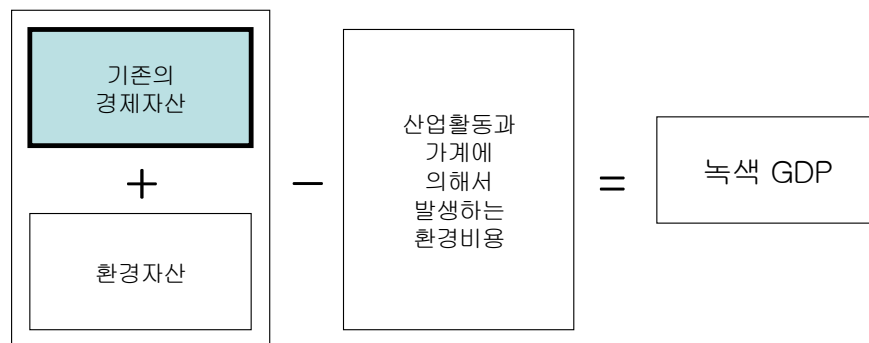 기존의
경제자산
+
환경자산
−
산업활동과
가계에
의해서
발생하는
환경비용
=
녹색 GDP